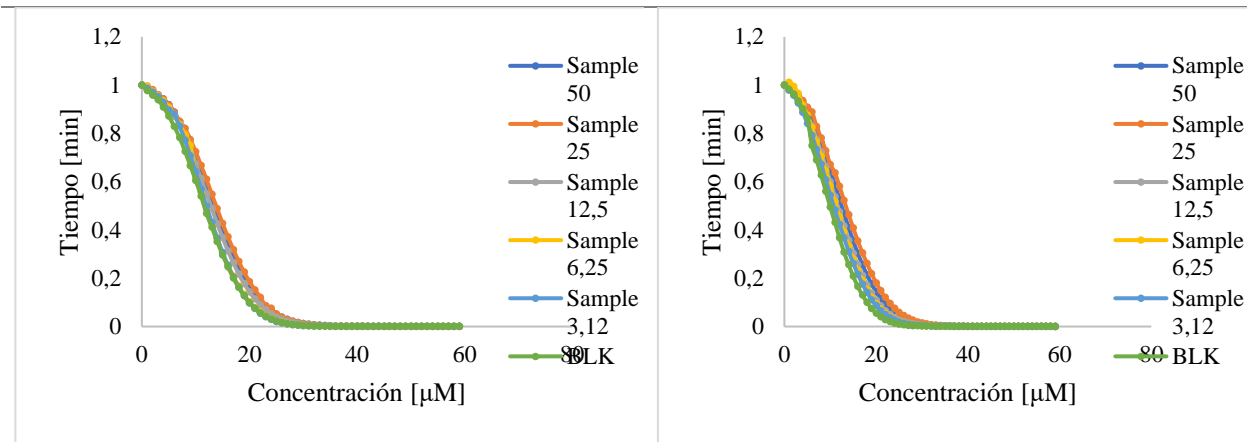 1,2
1
0,8
0,6
0,4
0,2
0
0
20
40
60
80
Tiempo [min]
Concentración [μM]
Sample
50
Sample
25
Sample
12,5
Sample
6,25
Sample
3,12
BLK
1,2
1
0,8
0,6
0,4
0,2
0
0
20
40
60
80
Tiempo [min]
Concentración [μM]
Sample
50
Sample
25
Sample
12,5
Sample
6,25
Sample
3,12
BLK